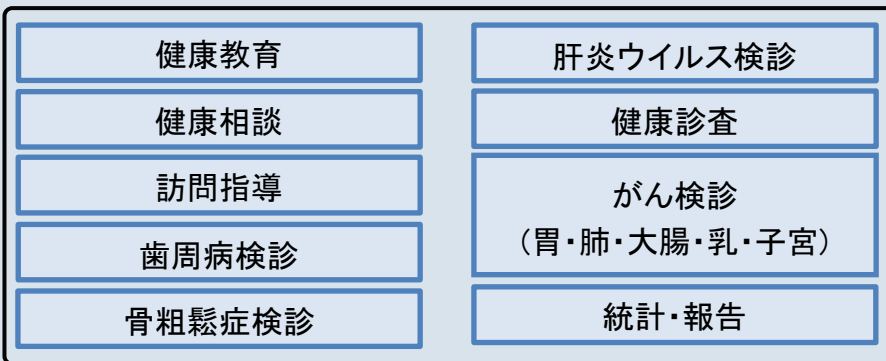 健康教育
健康相談
訪問指導
歯周病検診
骨粗鬆症検診
肝炎ウイルス検診
健康診査
がん検診
（胃・肺・大腸・乳・子宮）
統計・報告